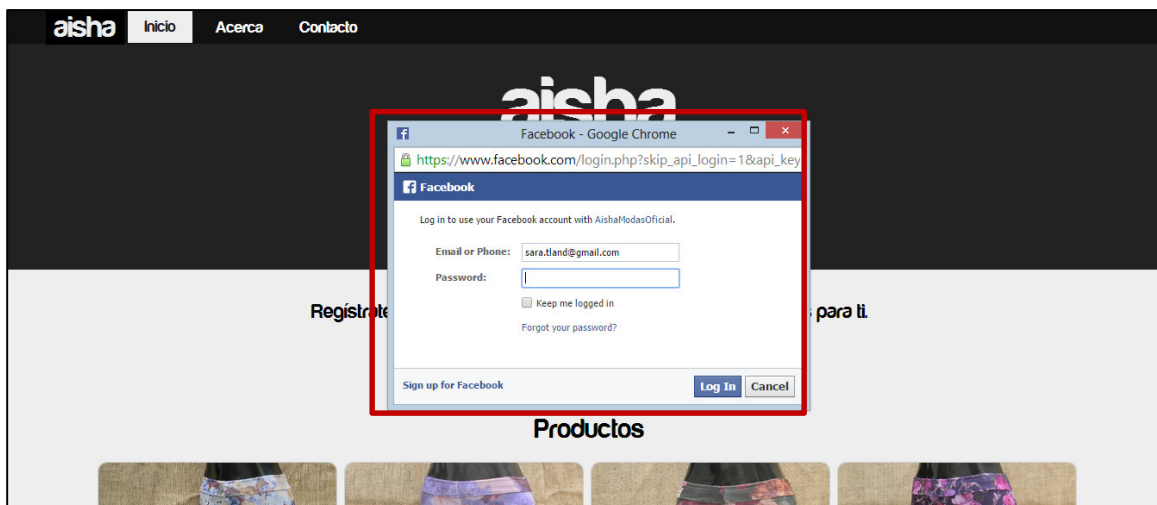 aisha Inicio Acerca Contacto
aisha
Facebook - Google Chrome
https://www.facebook.com/login.php?skip_api_login=1&api_key
Facebook
Log in to use your Facebook account with AishaModasOficial.
Email or Phone: sara.tland@gmail.com
Password:
Keep me logged in
Forgot your password?
Regístrate para ti.
Sign up for Facebook Log In Cancel
Productos